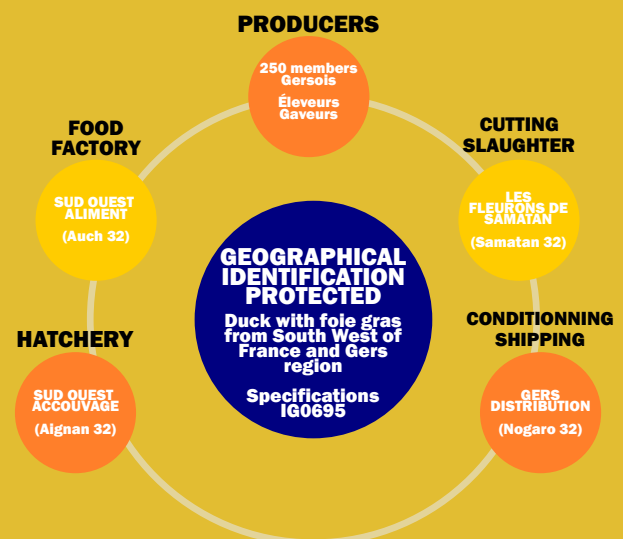 PRODUCERS
250 members
Gersois
Éleveurs
Gaveurs
FOOD
FACTORY
SUD OUEST
ALIMENT
(Auch 32)
CUTTING
SLAUGHTER
LES
FLEURONS DE
SAMATAN
(Samatan 32)
GEOGRAPHICAL
IDENTIFICATION
PROTECTED
Duck with foie gras
from South West of
France and Gers
region
Specifications
IG0695
HATCHERY
SUD OUEST
ACCOUVAGE
(Aignan 32)
CONDITIONNING
SHIPPING
GERS
DISTRIBUTION
(Nogaro 32)